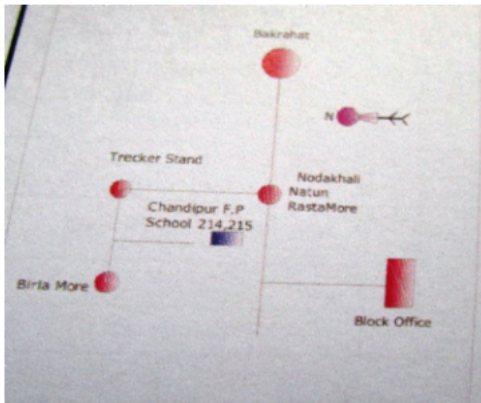 Bakrahat
N
Trecker Stand
Nodakhali
Natun
RastaMore
Chandipur F.P
School 214,215
Birla More
Block Office